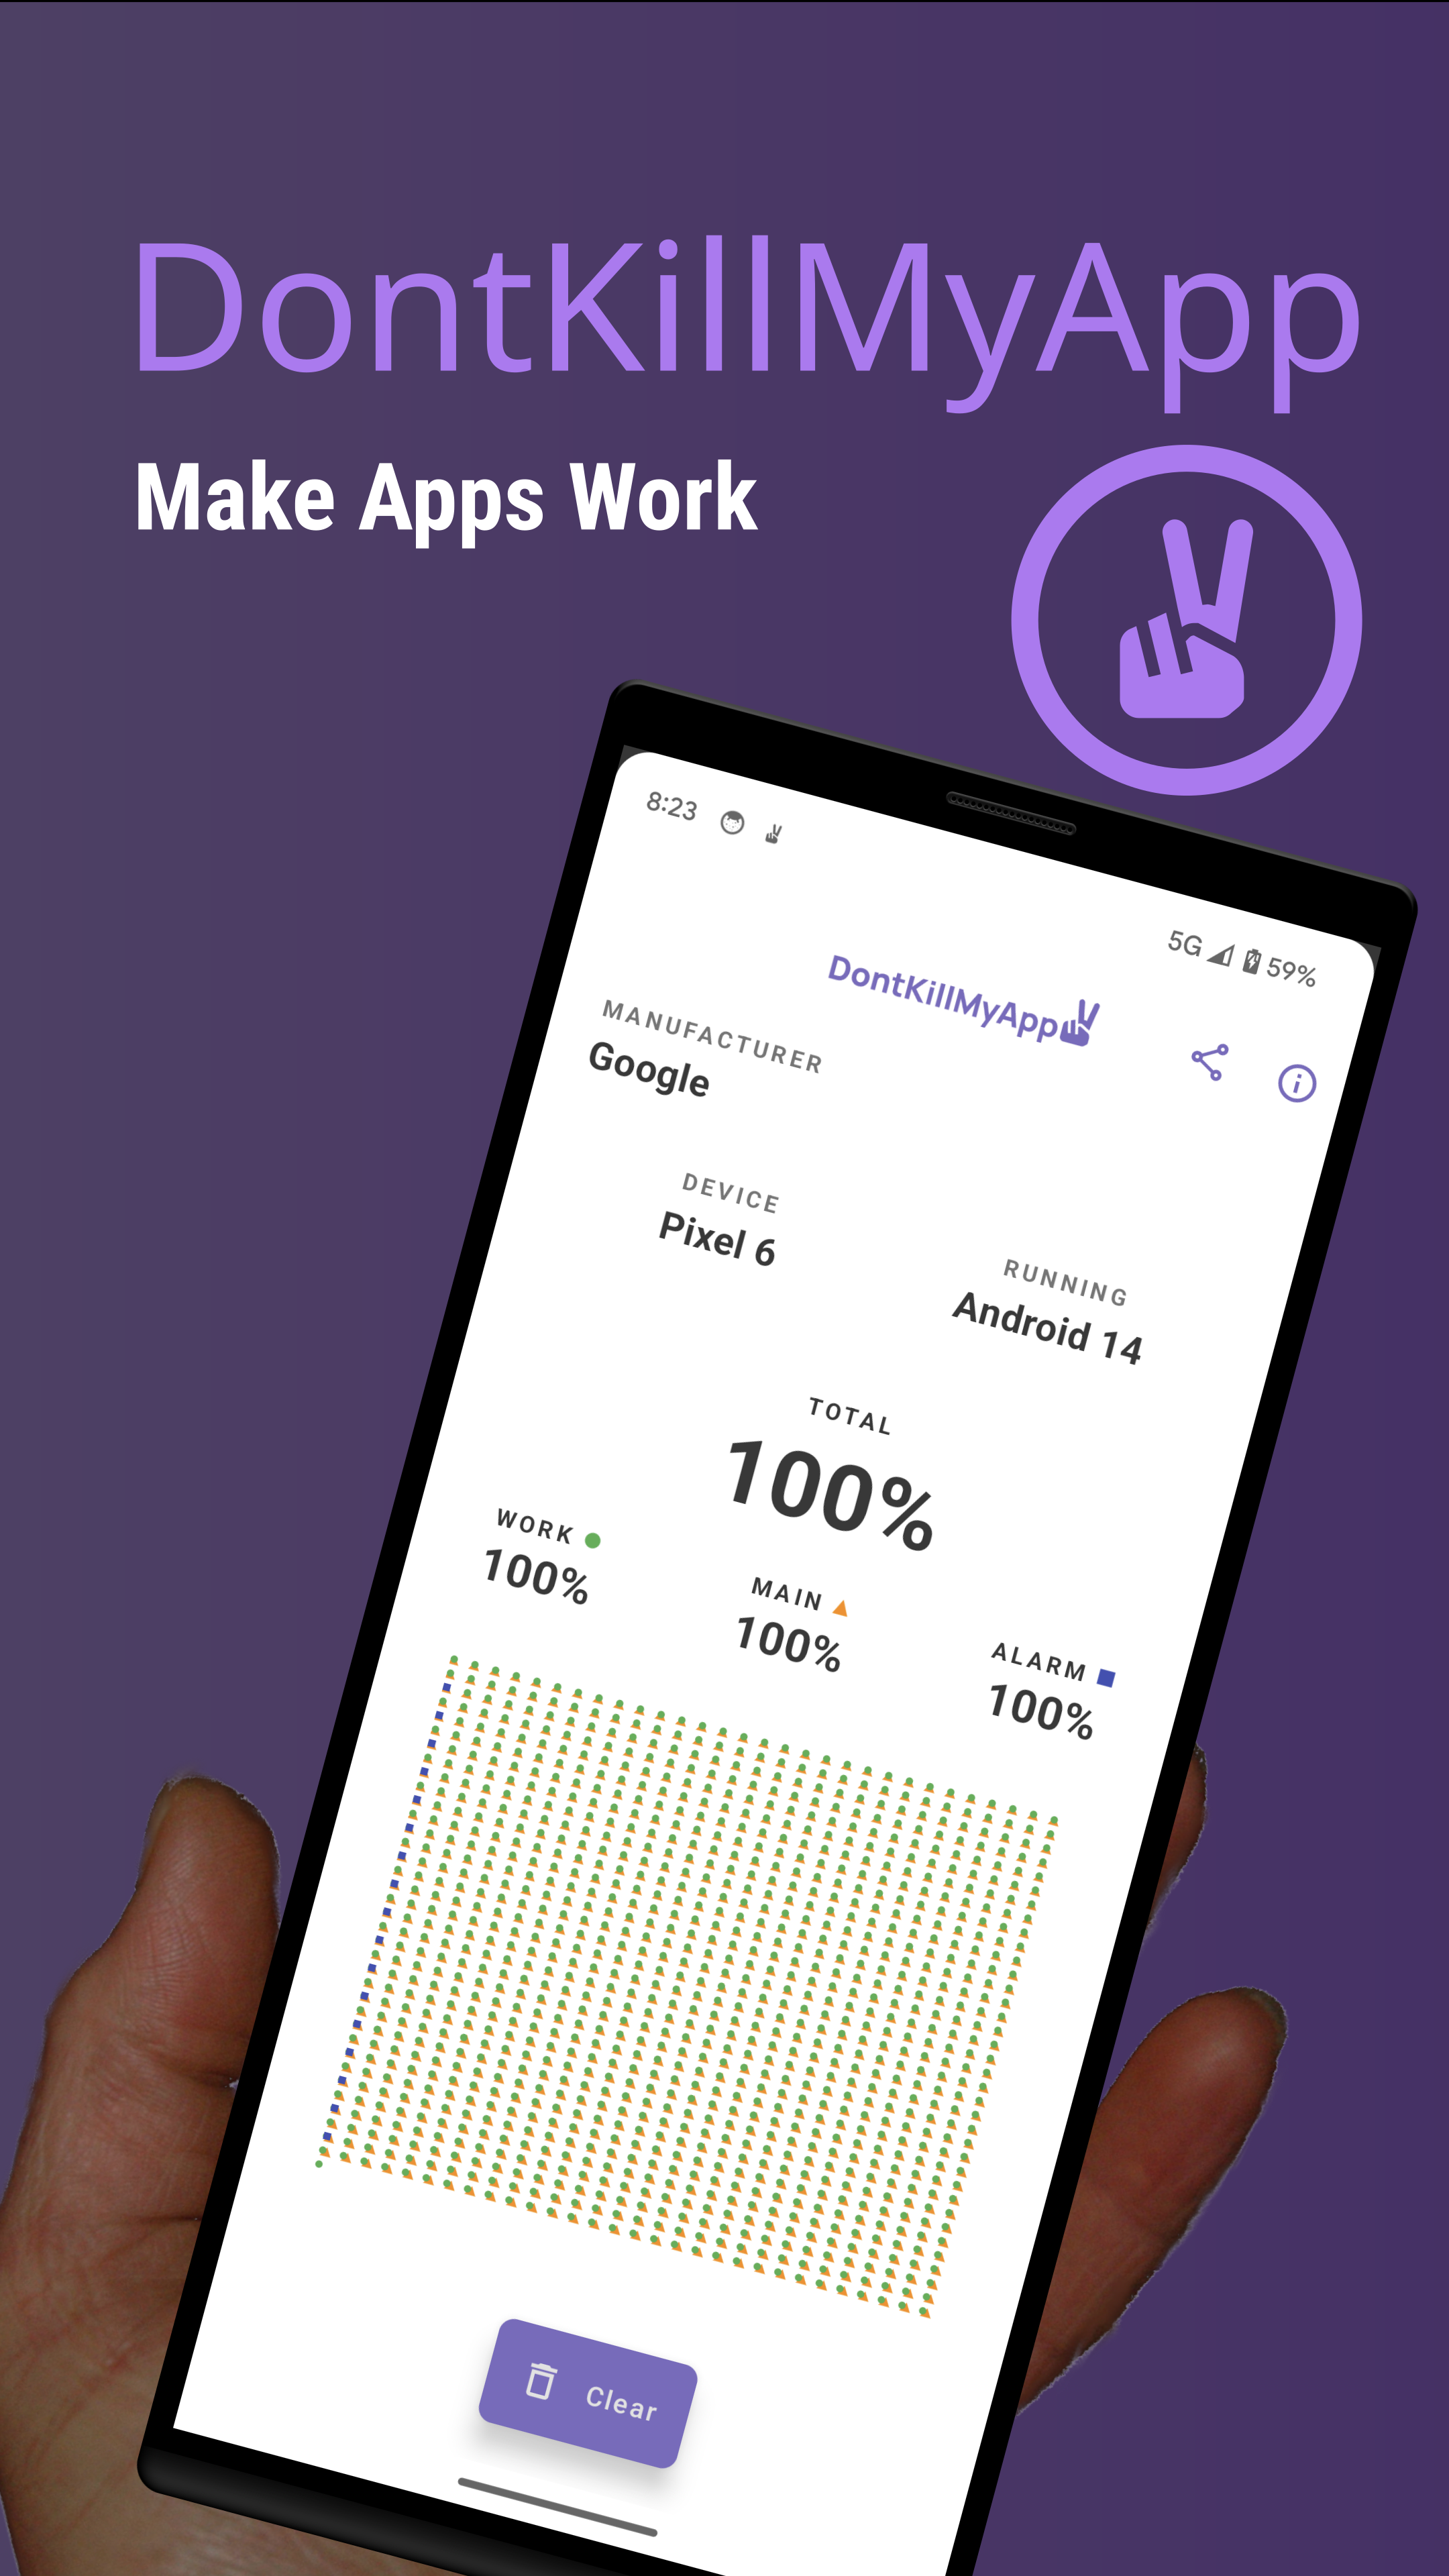 DontKillMyApp
Make Apps Work
8:23
5G 59%
DontKillMyApp
MANUFACTURER
Google
DEVICE
Pixel 6
RUNNING
Android 14
TOTAL
100%
WORK
100%
MAIN
100%
ALARM
100%
Clear